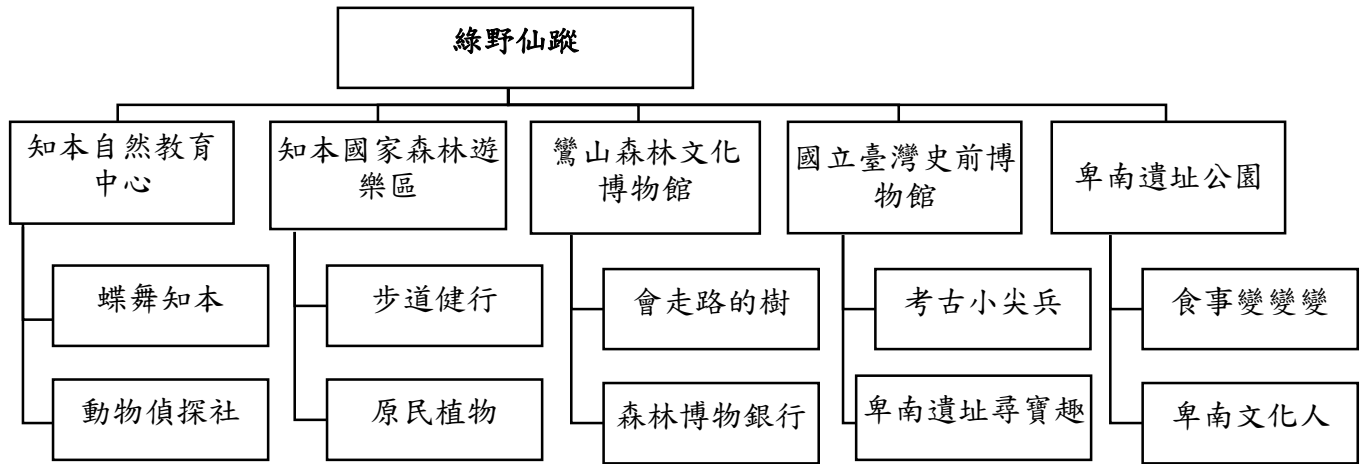 綠野仙蹤
知本自然教育
中心
知本國家森林遊
樂區
鸞山森林文化
博物館
國立臺灣史前博
物館
卑南遺址公園
蝶舞知本
步道健行
會走路的樹
考古小尖兵
食事變變變
動物偵探社
原民植物
森林博物銀行
卑南遺址尋寶趣
卑南文化人